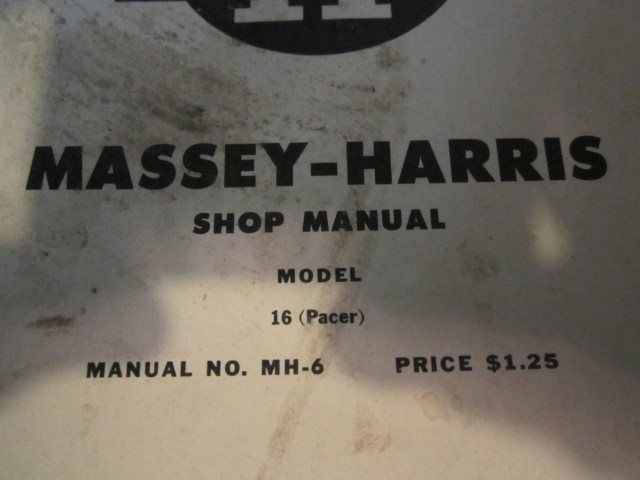 MASSEY-HARRIS
SHOP MANUAL
MODEL
16 (Pacer)
MANUAL NO. MH-6 PRICE $1.25